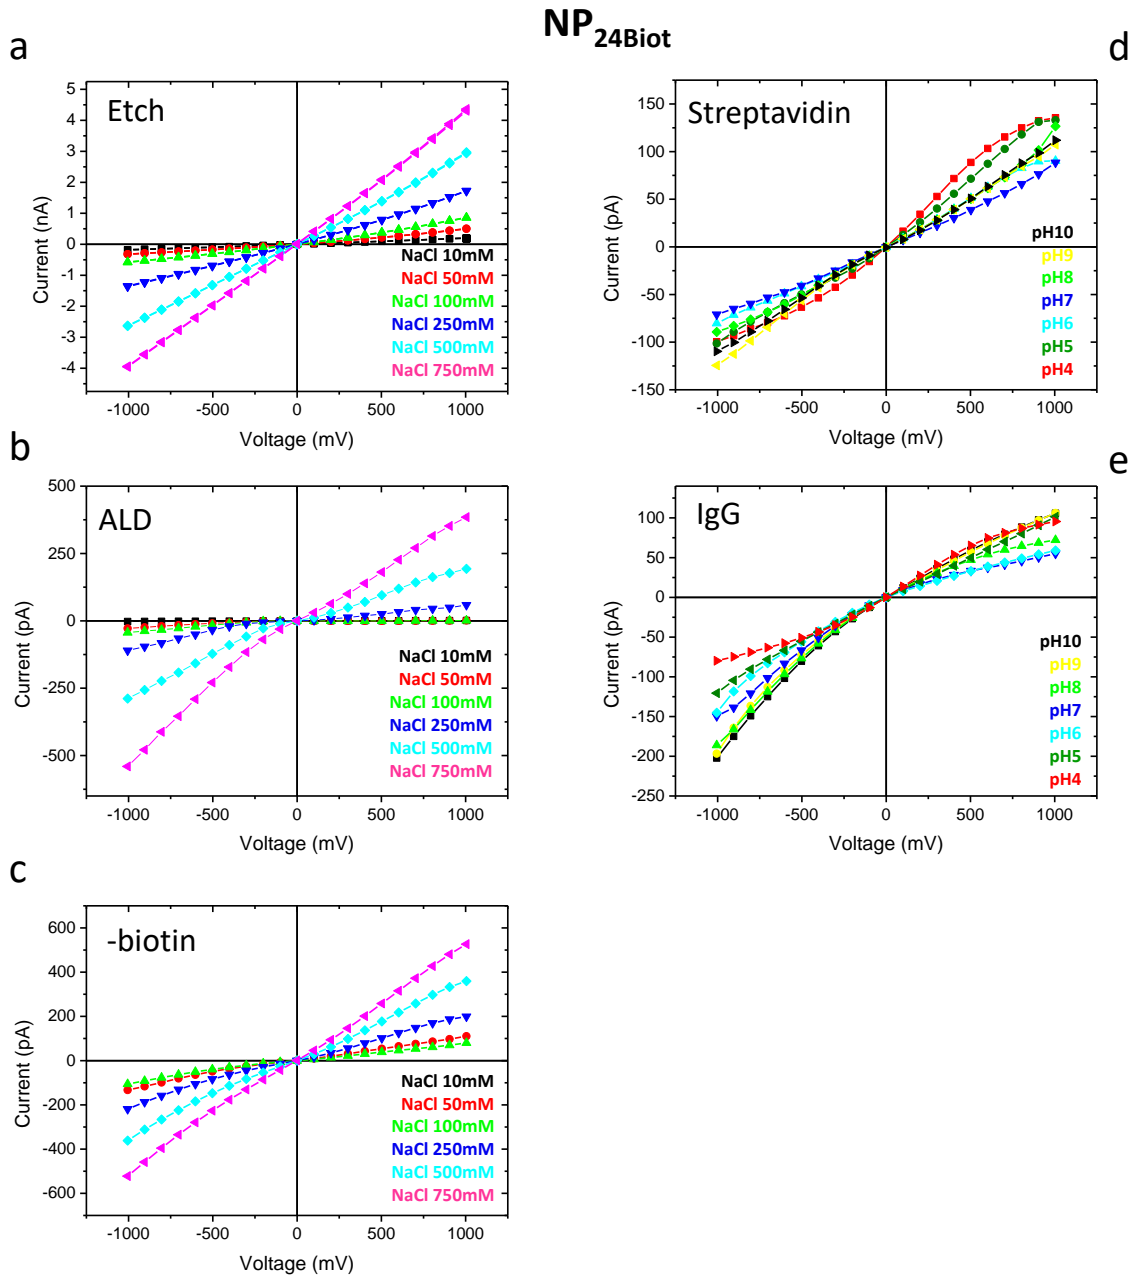 NP24Biot
a
Etch
Current (nA)
5
4
3
2
1
0
-1
-2
-3
-4
NaCl 10mM
NaCl 50mM
NaCl 100mM
NaCl 250mM
NaCl 500mM
NaCl 750mM
-1000 -500 0 500 1000
Voltage (mV)
b
ALD
Current (pA)
500
250
0
-250
-500
NaCl 10mM
NaCl 50mM
NaCl 100mM
NaCl 250mM
NaCl 500mM
NaCl 750mM
-1000 -500 0 500 1000
Voltage (mV)
c
-biotin
Current (pA)
600
400
200
0
-200
-400
-600
NaCl 10mM
NaCl 50mM
NaCl 100mM
NaCl 250mM
NaCl 500mM
NaCl 750mM
-1000 -500 0 500 1000
Voltage (mV)
d
Streptavidin
Current (pA)
150
100
50
0
-50
-100
-150
pH10
pH9
pH8
pH7
pH6
pH5
pH4
-1000 -500 0 500 1000
Voltage (mV)
e
IgG
Current (pA)
100
50
0
-50
-100
-150
-200
-250
pH10
pH9
pH8
pH7
pH6
pH5
pH4
-1000 -500 0 500 1000
Voltage (mV)